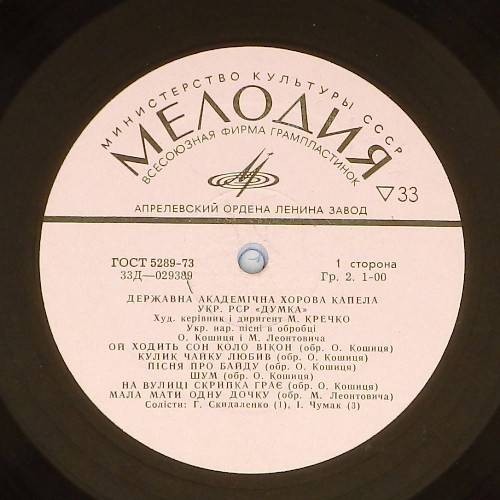 МИНИСТЕРСТВО КУЛЬТУРЫ СССР
МЕЛОДИЯ
ВСЕСОЮЗНАЯ ФИРМА ГРАМПЛАСТИНОК
▽33
АПРЕЛЕВСКИЙ ОРДЕНА ЛЕНИНА ЗАВОД
ГОСТ 5289-73 1 сторона
33Д—029389 Гр. 2. 1-00
ДЕРЖАВНА АКАДЕМІЧНА ХОРОВА КАПЕЛА
УКР. РСР «ДУМКА»
Худ. керівник і диригент М. КРЕЧКО
Укр. нар. пісні в обробці
О. Кошиця і М. Леонтовича
ОЙ ХОДИТЬ СОН КОЛО ВІКОН (обр. О. Кошиця)
КУЛИК ЧАЙКУ ЛЮБИВ (обр. О. Кошиця)
ПІСНЯ ПРО БАЙДУ (обр. О. Кошиця)
ШУМ (обр. О. Кошиця)
НА ВУЛИЦІ СКРИПКА ГРАЄ (обр. О. Кошиця)
МАЛА МАТИ ОДНУ ДОЧКУ (обр. М. Леонтовича)
Солісти: Г. Скидаленко (1), І. Чумак (3)